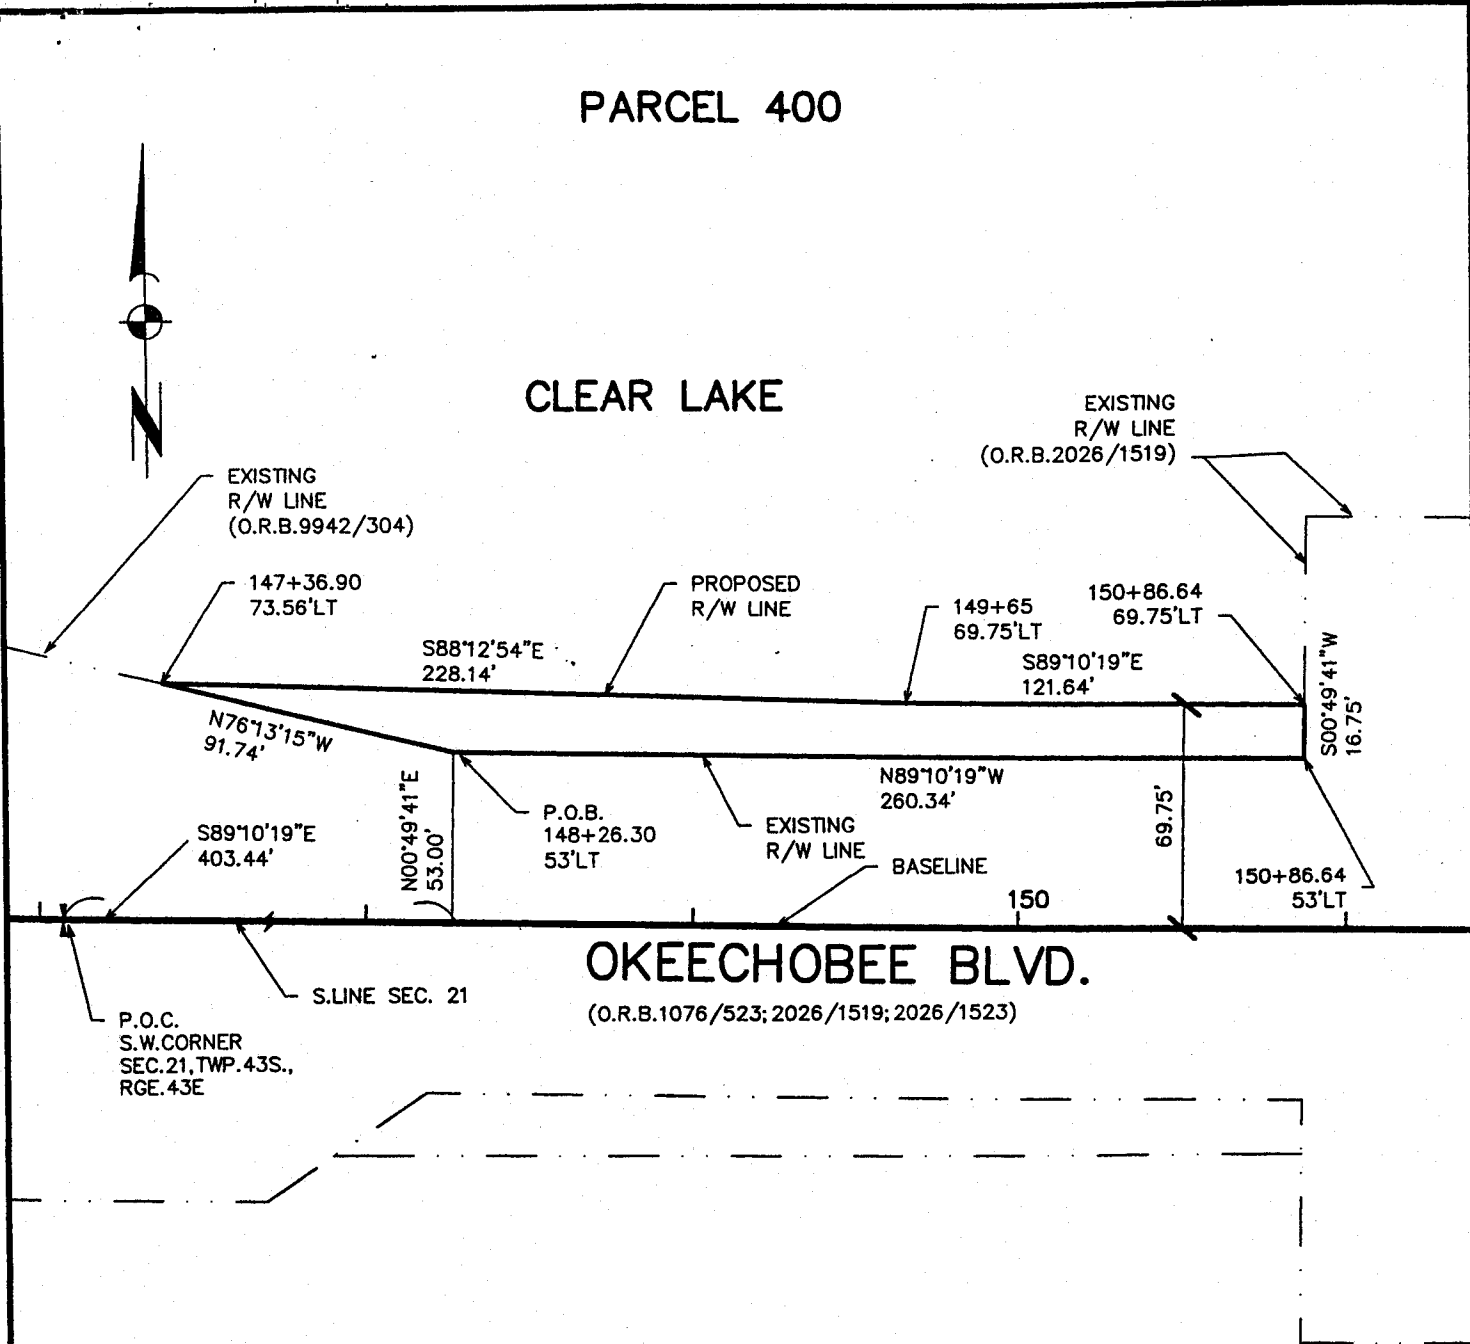 PARCEL 400
N
CLEAR LAKE
EXISTING
R/W LINE
(O.R.B.2026/1519)
EXISTING
R/W LINE
(O.R.B.9942/304)
147+36.90
73.56'LT
PROPOSED
R/W LINE
149+65
69.75'LT
150+86.64
69.75'LT
S88°12'54"E
228.14'
S89°10'19"E
121.64'
S00°49'41"W
16.75'
N76°13'15"W
91.74'
N89°10'19"W
260.34'
N00°49'41"E
53.00'
P.O.B.
148+26.30
53'LT
EXISTING
R/W LINE
69.75'
S89°10'19"E
403.44'
BASELINE
150+86.64
53'LT
150
OKEECHOBEE BLVD.
(O.R.B.1076/523;2026/1519;2026/1523)
S.LINE SEC. 21
P.O.C.
S.W.CORNER
SEC.21,TWP.43S.,
RGE.43E